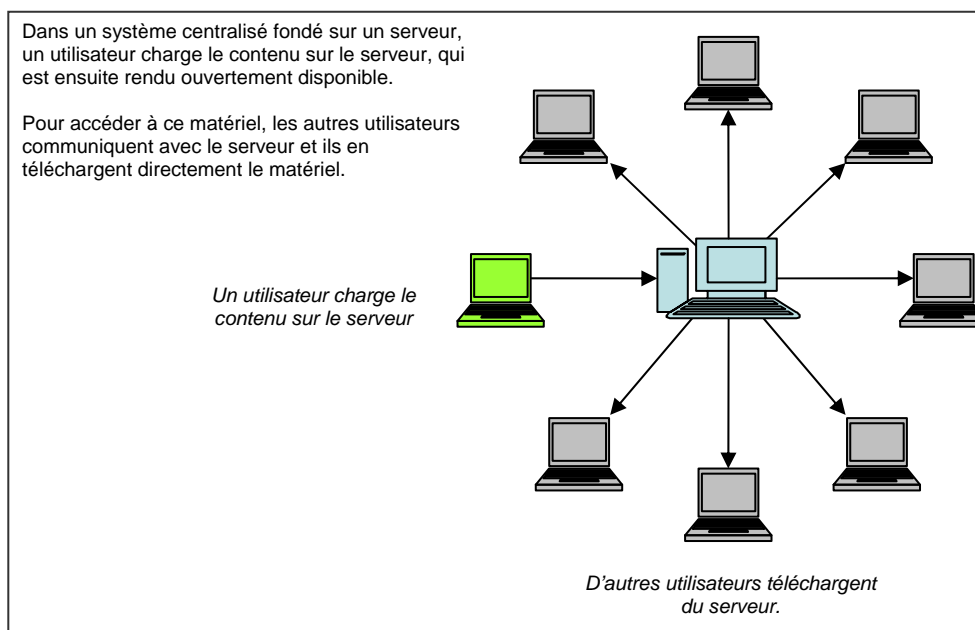 Dans un système centralisé fondé sur un serveur,
un utilisateur charge le contenu sur le serveur, qui
est ensuite rendu ouvertement disponible.
Pour accéder à ce matériel, les autres utilisateurs
communiquent avec le serveur et ils en
téléchargent directement le matériel.
Un utilisateur charge le
contenu sur le serveur
D'autres utilisateurs téléchargent
du serveur.